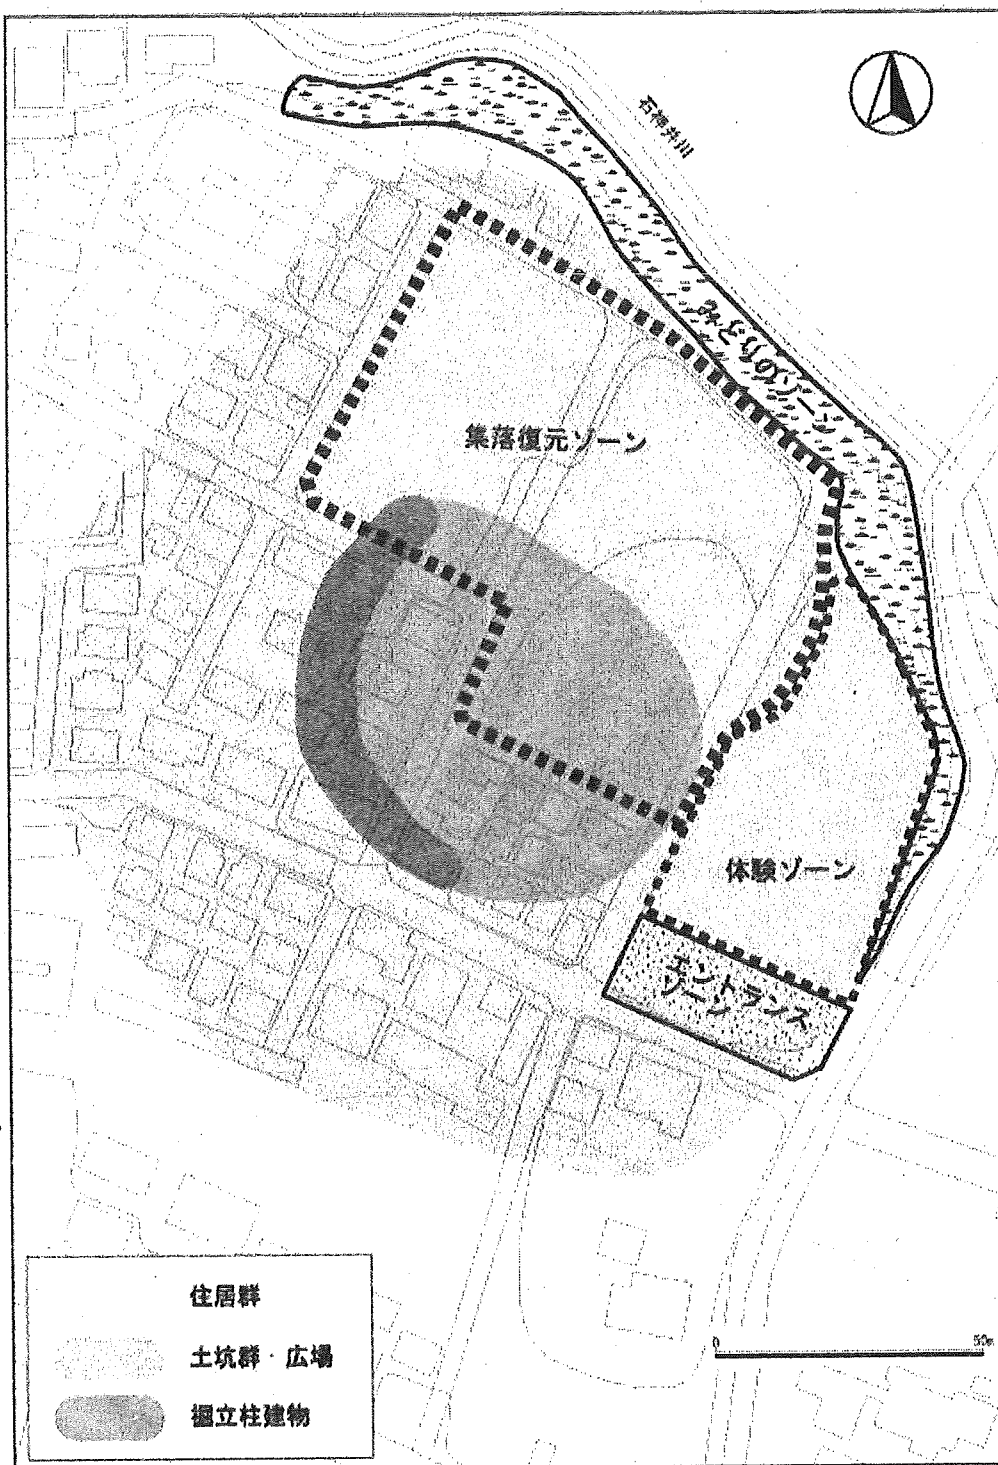 石神井川
みどりのゾーン
集落復元ゾーン
体験ゾーン
エントランス
ゾーン
住居群
土坑群・広場
掘立柱建物
0
50m